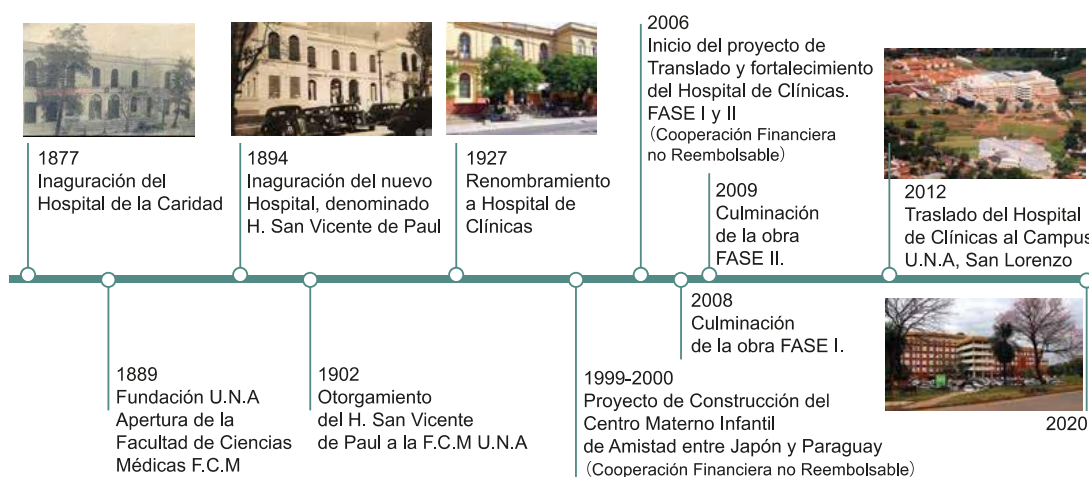 1877
Inaguración del
Hospital de la Caridad
1889
Fundación U.N.A
Apertura de la
Facultad de Ciencias
Médicas F.C.M
1894
Inaguración del nuevo
Hospital, denominado
H. San Vicente de Paul
1902
Otorgamiento
del H. San Vicente
de Paul a la F.C.M U.N.A
1927
Renombramiento
a Hospital de
Clínicas
1999-2000
Proyecto de Construcción del
Centro Materno Infantil
de Amistad entre Japón y Paraguay
(Cooperación Financiera no Reembolsable)
2006
Inicio del proyecto de
Translado y fortalecimiento
del Hospital de Clínicas.
FASE I y II
(Cooperación Financiera
no Reembolsable)
2008
Culminación
de la obra FASE I.
2009
Culminación
de la obra
FASE II.
2012
Traslado del Hospital
de Clínicas al Campus
U.N.A, San Lorenzo
2020